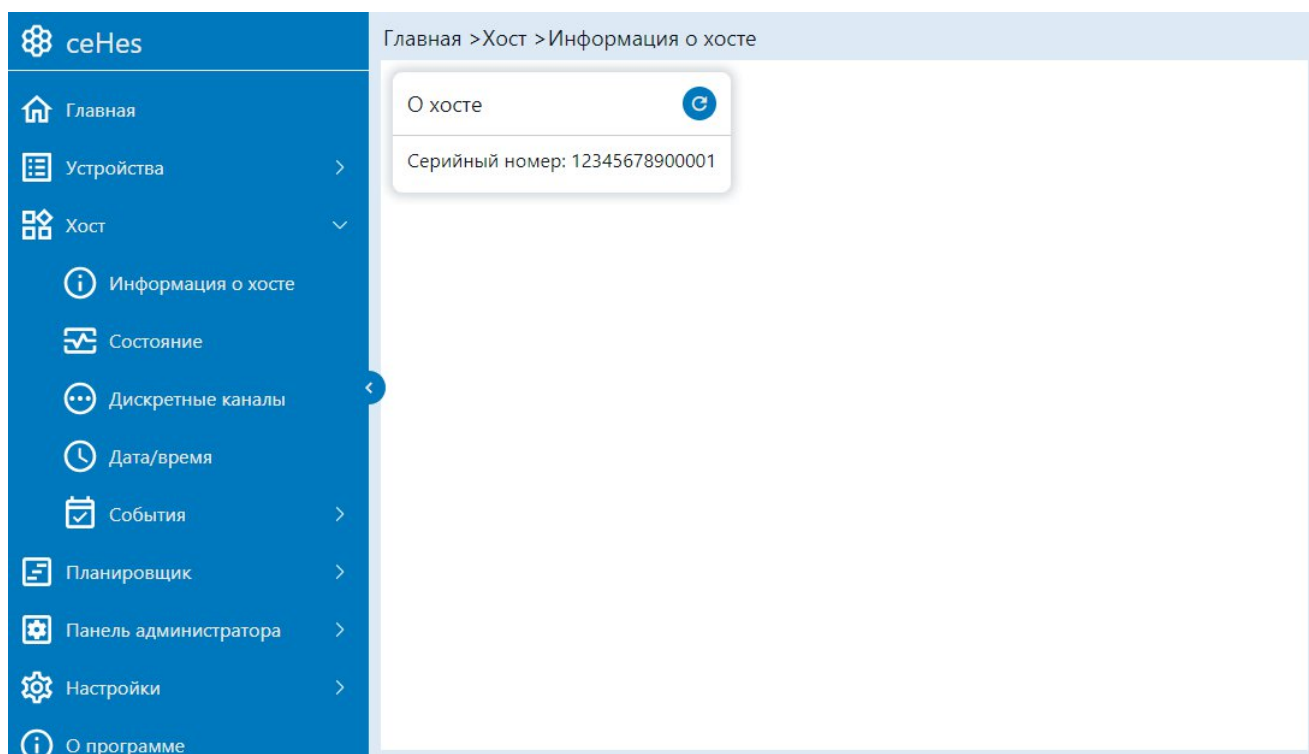 ceHes
Главная
Устройства
Хост
Информация о хосте
Состояние
Дискретные каналы
Дата/время
События
Планировщик
Панель администратора
Настройки
О программе
Главная >Хост >Информация о хосте
О хосте
Серийный номер: 12345678900001